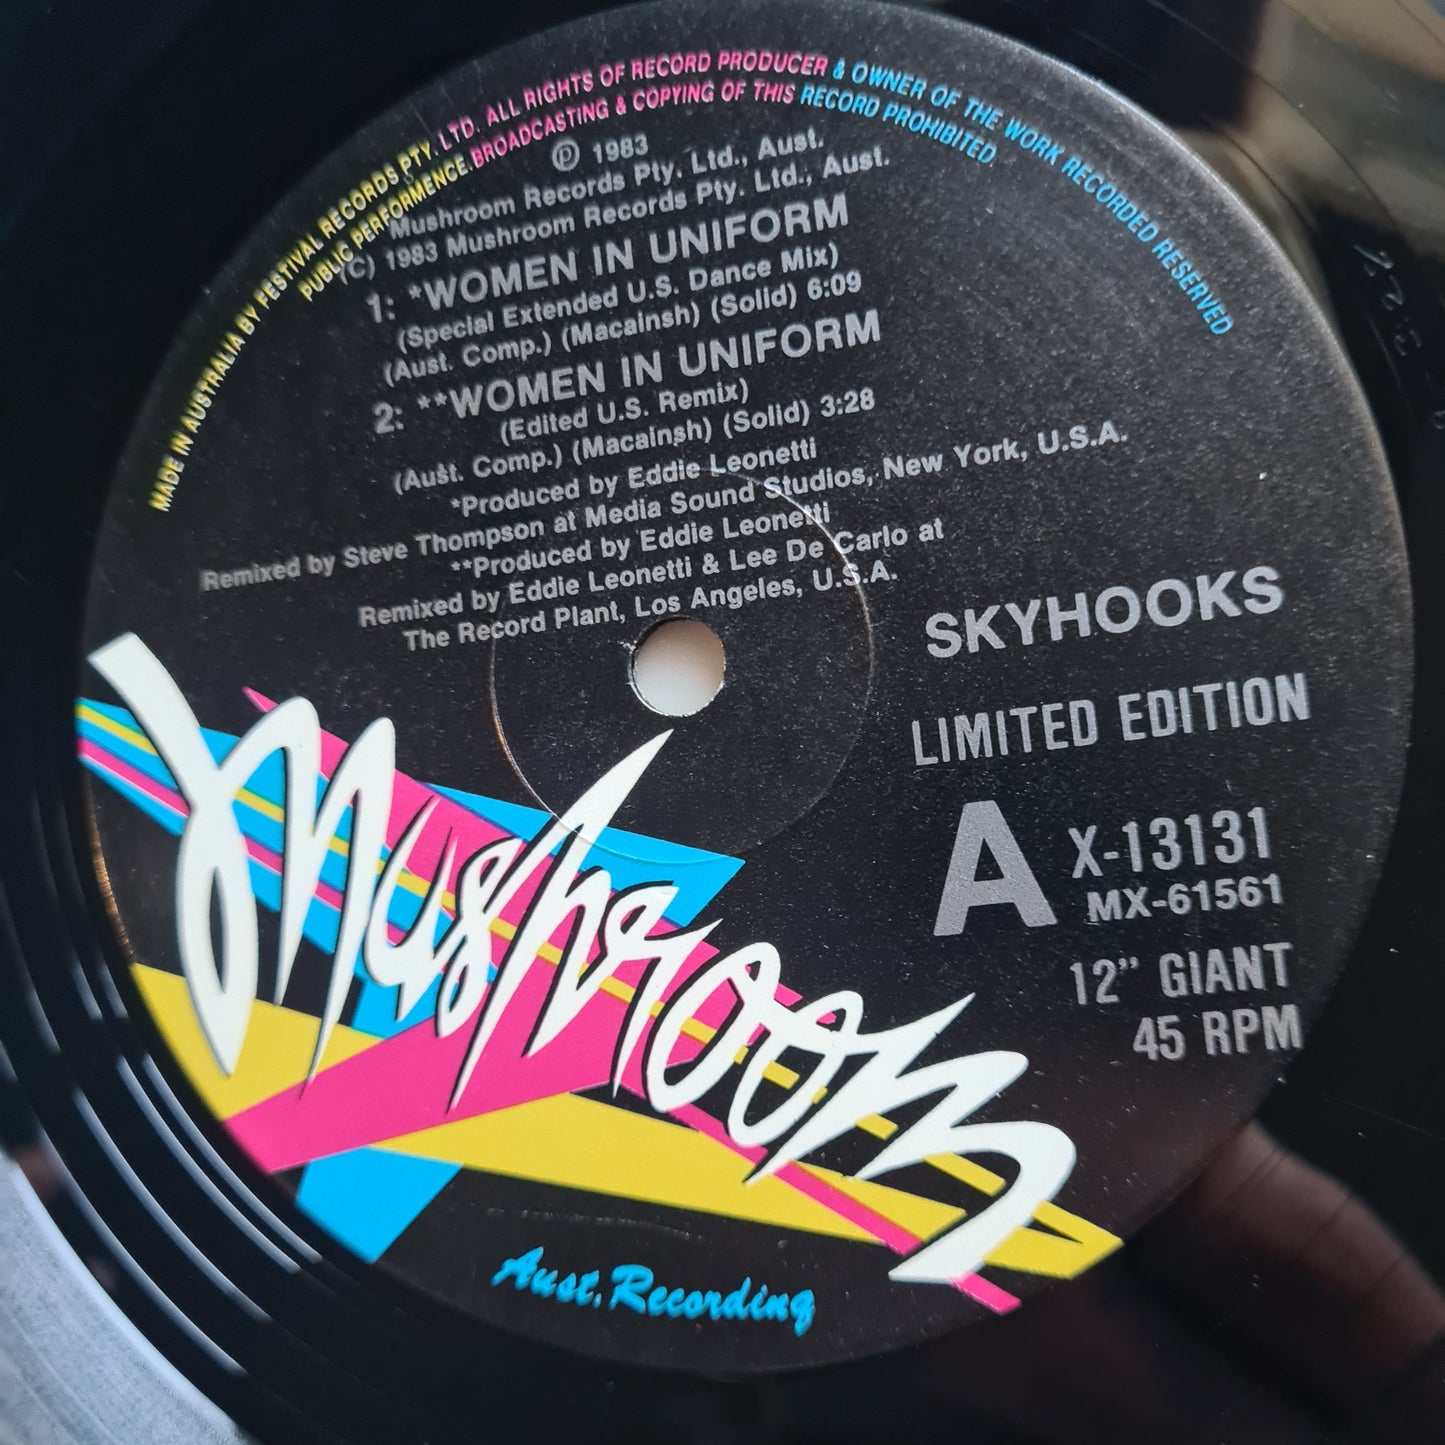 MADE IN AUSTRALIA BY FESTIVAL RECORDS PTY. LTD. ALL RIGHTS OF RECORD PRODUCER & OWNER OF THE WORK RECORDED RESERVED
PUBLIC PERFORMENCE. BROADCASTING & COPYING OF THIS RECORD PROHIBITED.
℗ 1983
Mushroom Records Pty. Ltd., Aust.
(C) 1983 Mushroom Records Pty. Ltd., Aust.
1: *WOMEN IN UNIFORM
(Special Extended U.S. Dance Mix)
(Aust. Comp.) (Macainsh) (Solid) 6:09
2: **WOMEN IN UNIFORM
(Edited U.S. Remix)
(Aust. Comp.) (Macainsh) (Solid) 3:28
*Produced by Eddie Leonetti
Remixed by Steve Thompson at Media Sound Studios, New York, U.S.A.
**Produced by Eddie Leonetti
Remixed by Eddie Leonetti & Lee De Carlo at
The Record Plant, Los Angeles, U.S.A.
SKYHOOKS
LIMITED EDITION
A
X-13131
MX-61561
12" GIANT
45 RPM
Mushroom
Aust. Recording